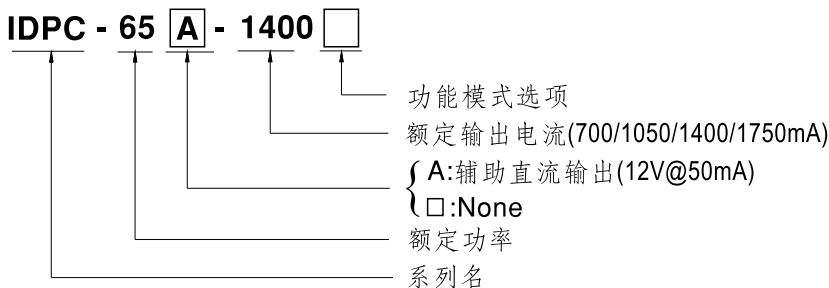 IDPC - 65 A - 1400 □
功能模式选项
额定输出电流(700/1050/1400/1750mA)
A:辅助直流输出(12V@50mA)
□:None
额定功率
系列名